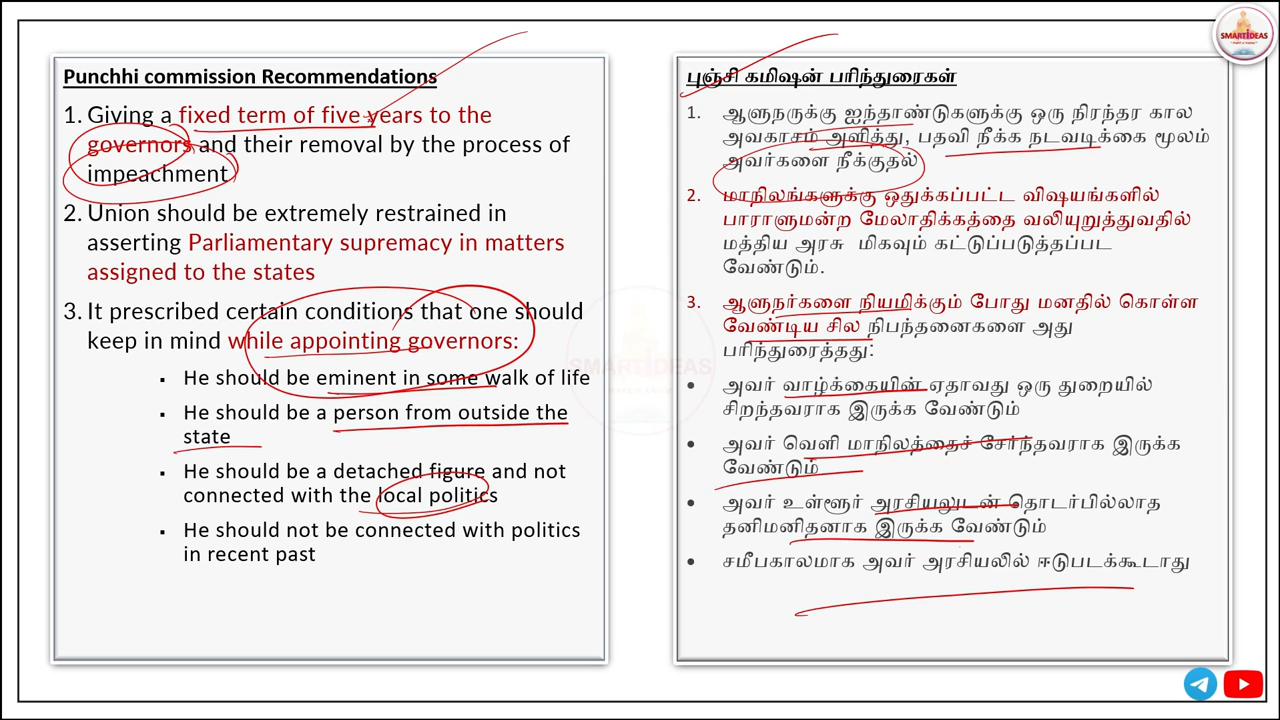 SMARTIDEAS
Punchhi commission Recommendations
1. Giving a fixed term of five years to the
governors and their removal by the process of
impeachment
2. Union should be extremely restrained in
asserting Parliamentary supremacy in matters
assigned to the states
3. It prescribed certain conditions that one should
keep in mind while appointing governors:
▪ He should be eminent in some walk of life
▪ He should be a person from outside the
state
▪ He should be a detached figure and not
connected with the local politics
▪ He should not be connected with politics
in recent past
புஞ்சி கமிஷன் பரிந்துரைகள்
1. ஆளுநருக்கு ஐந்தாண்டுகளுக்கு ஒரு நிரந்தர கால
அவகாசம் அளித்து, பதவி நீக்க நடவடிக்கை மூலம்
அவர்களை நீக்குதல்
2. மாநிலங்களுக்கு ஒதுக்கப்பட்ட விஷயங்களில்
பாராளுமன்ற மேலாதிக்கத்தை வலியுறுத்துவதில்
மத்திய அரசு மிகவும் கட்டுப்படுத்தப்பட
வேண்டும்.
3. ஆளுநர்களை நியமிக்கும் போது மனதில் கொள்ள
வேண்டிய சில நிபந்தனைகளை அது
பரிந்துரைத்தது:
• அவர் வாழ்க்கையின் ஏதாவது ஒரு துறையில்
சிறந்தவராக இருக்க வேண்டும்
• அவர் வெளி மாநிலத்தைச் சேர்ந்தவராக இருக்க
வேண்டும்
• அவர் உள்ளூர் அரசியலுடன் தொடர்பில்லாத
தனிமனிதனாக இருக்க வேண்டும்
• சமீபகாலமாக அவர் அரசியலில் ஈடுபடக்கூடாது
SMARTIDEAS